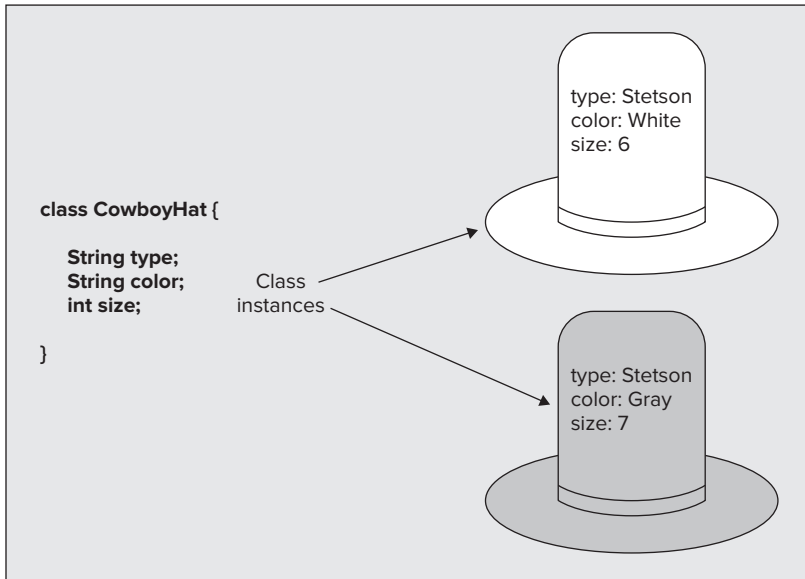 class CowboyHat {
String type;
String color;
int size;
}
Class
instances
type: Stetson
color: White
size: 6
type: Stetson
color: Gray
size: 7